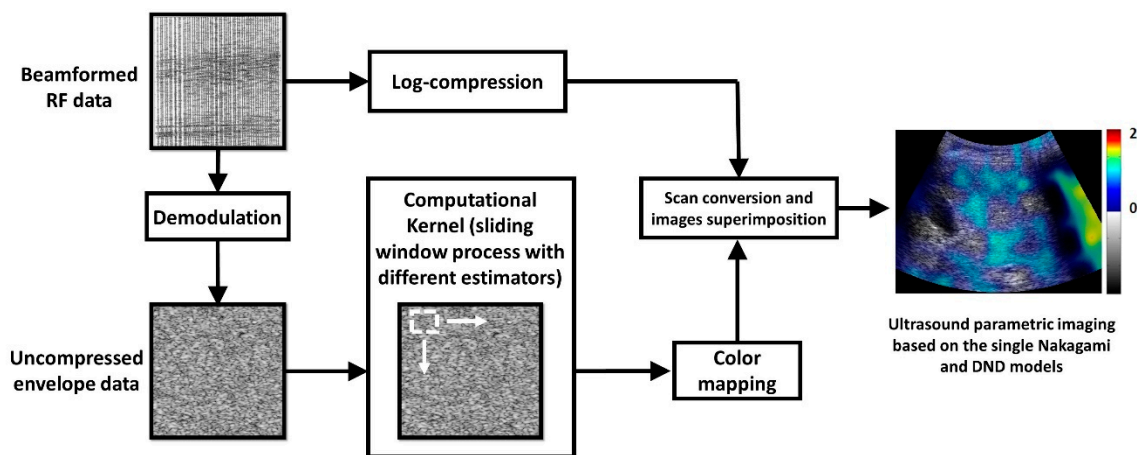 Beamformed
RF data
Log-compression
Demodulation
Computational
Kernel (sliding
window process with
different estimators)
Scan conversion and
images superimposition
2
0
Uncompressed
envelope data
Color
mapping
Ultrasound parametric imaging
based on the single Nakagami
and DND models